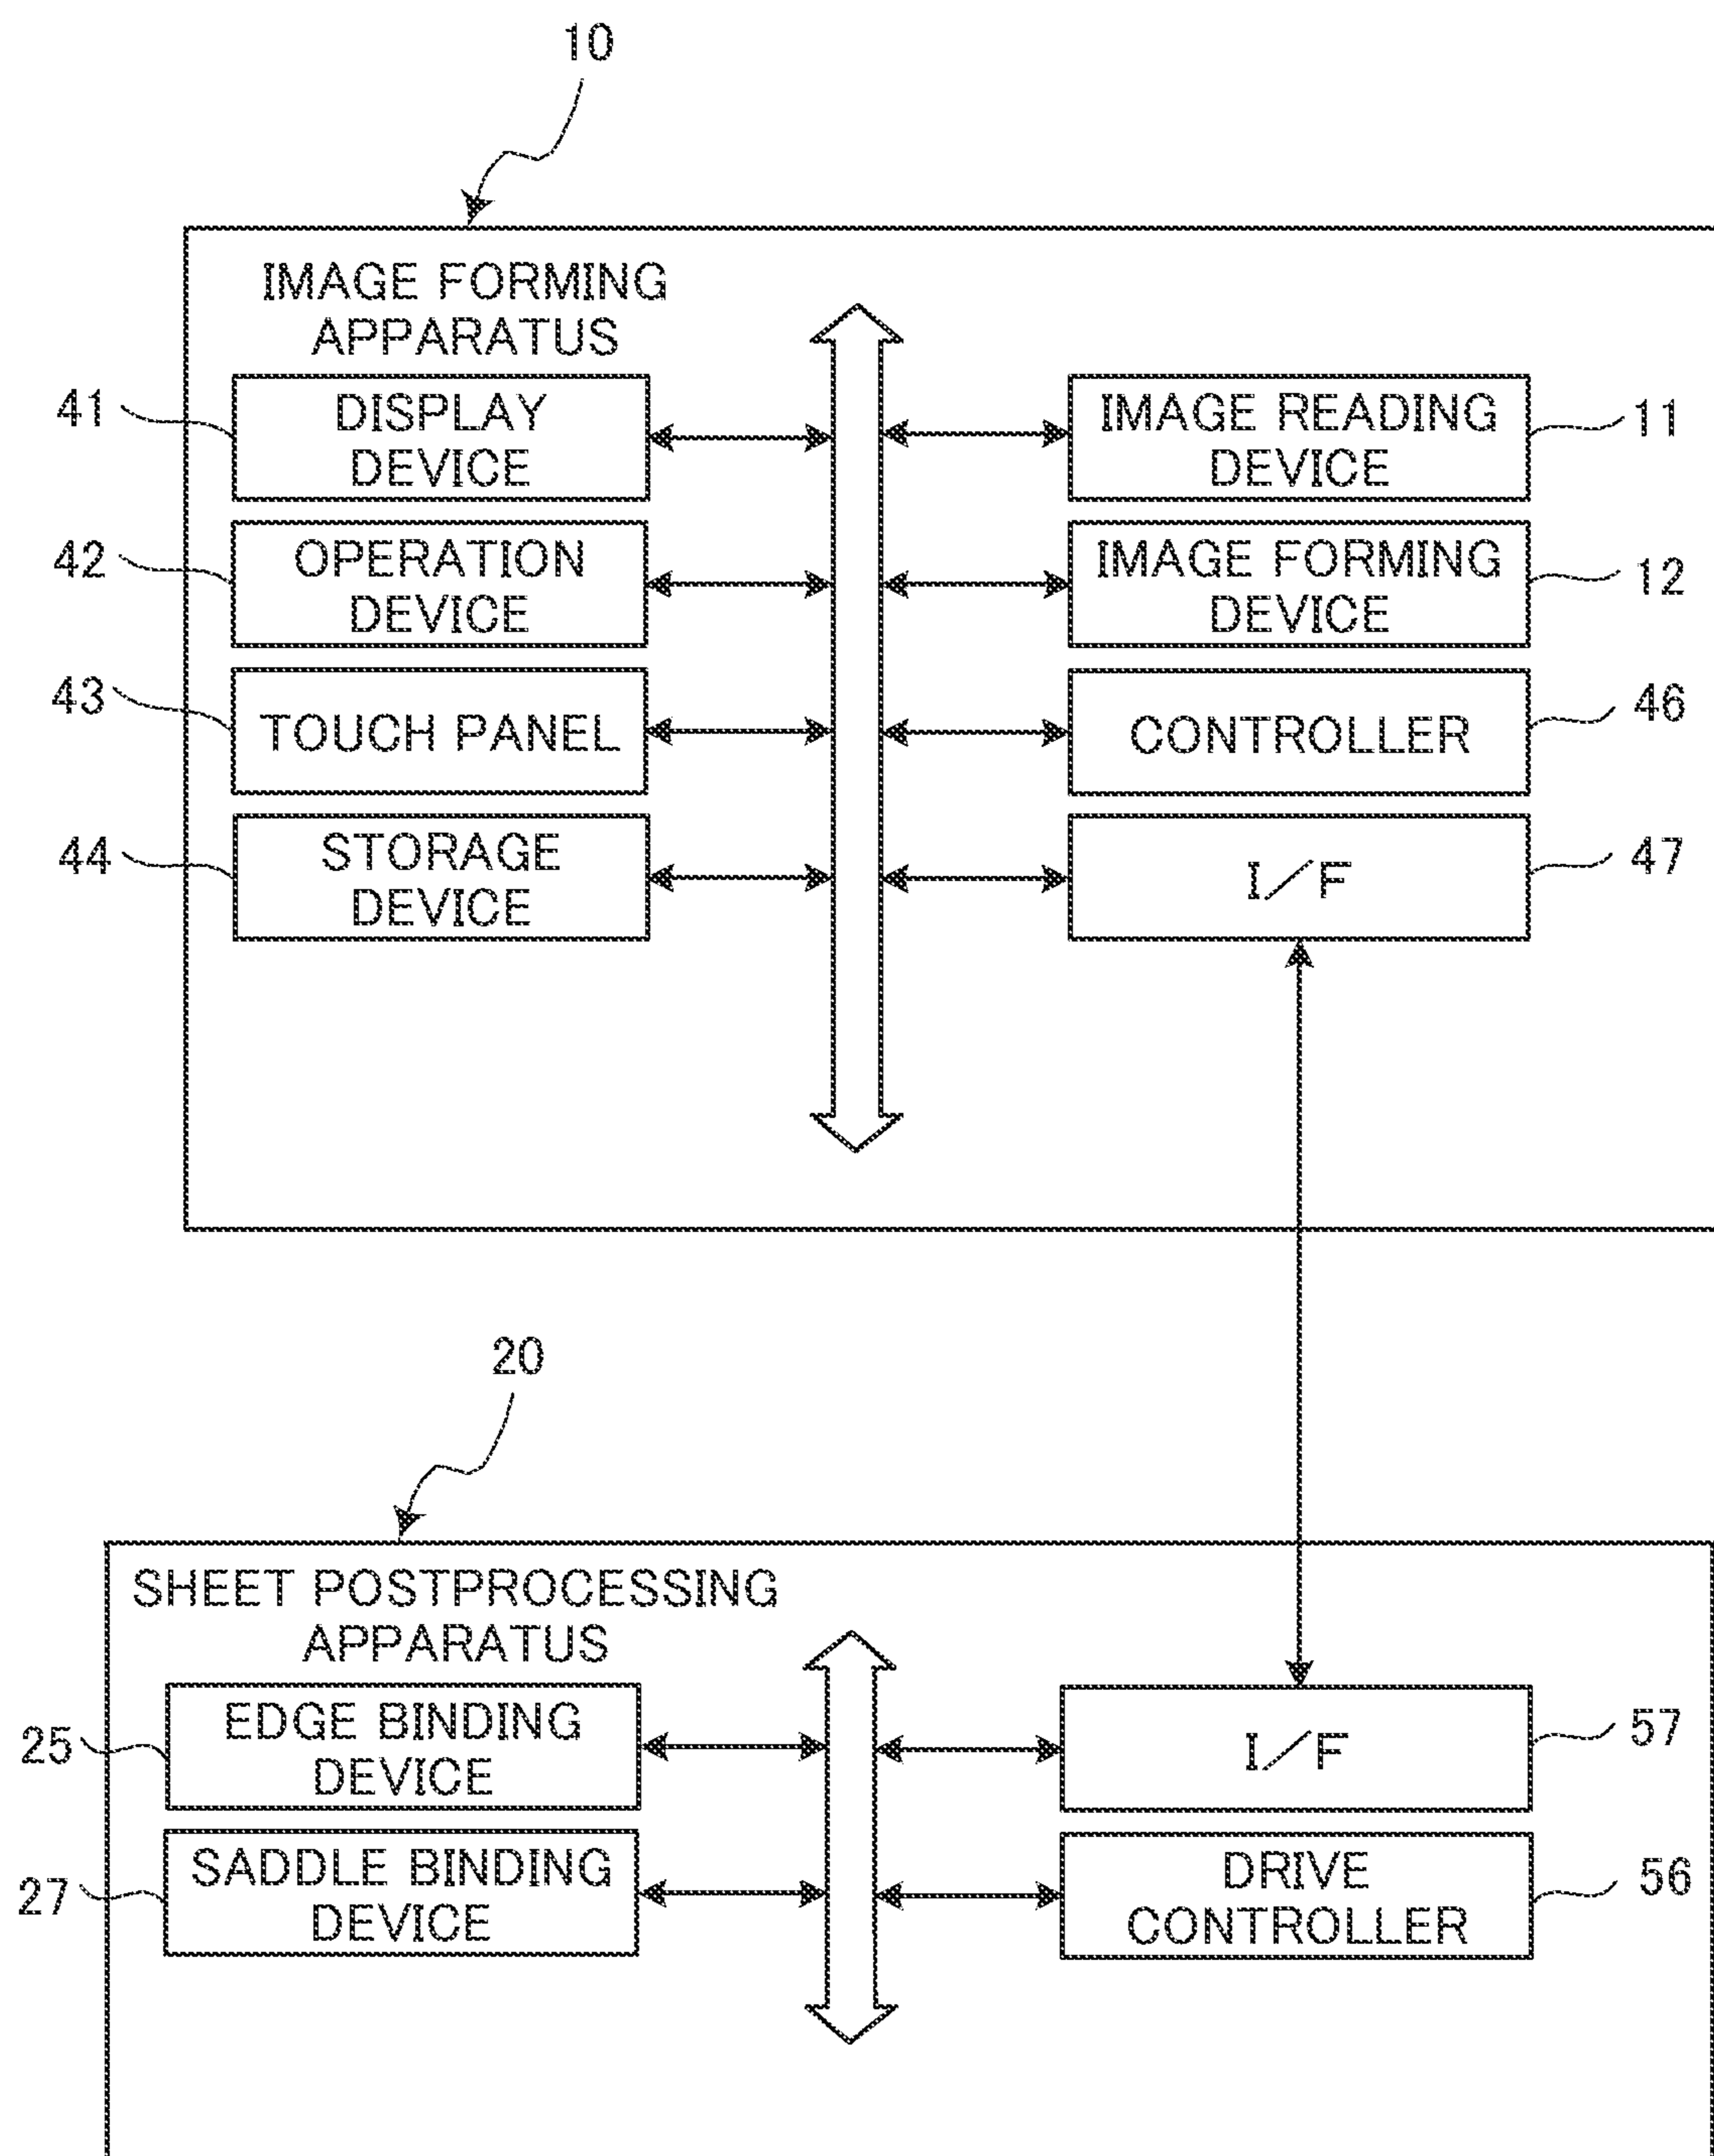 10
IMAGE FORMING
APPARATUS
41
DISPLAY
DEVICE
IMAGE READING
DEVICE
11
42
OPERATION
DEVICE
IMAGE FORMING
DEVICE
12
43
TOUCH PANEL
CONTROLLER
46
44
STORAGE
DEVICE
I/F
47
20
SHEET POSTPROCESSING
APPARATUS
25
EDGE BINDING
DEVICE
I/F
57
27
SADDLE BINDING
DEVICE
DRIVE
CONTROLLER
56